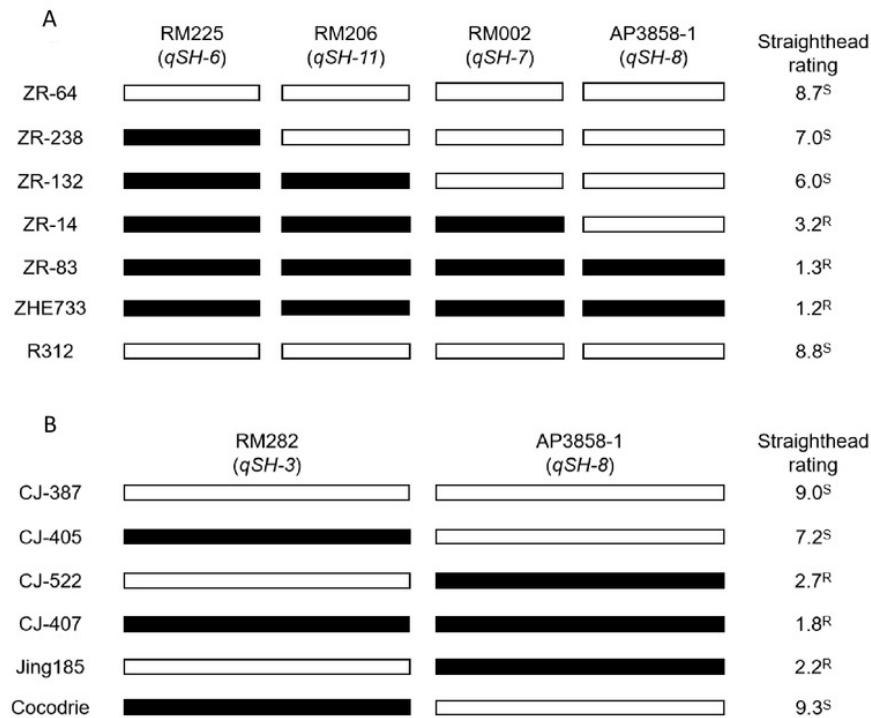 A
RM225 RM206 RM002 AP3858-1 Straighthead
(qSH-6) (qSH-11) (qSH-7) (qSH-8) rating
ZR-64 8.7ˢ
ZR-238 7.0ˢ
ZR-132 6.0ˢ
ZR-14 3.2ᴿ
ZR-83 1.3ᴿ
ZHE733 1.2ᴿ
R312 8.8ˢ
B
RM282 AP3858-1 Straighthead
(qSH-3) (qSH-8) rating
CJ-387 9.0ˢ
CJ-405 7.2ˢ
CJ-522 2.7ᴿ
CJ-407 1.8ᴿ
Jing185 2.2ᴿ
Cocodrie 9.3ˢ